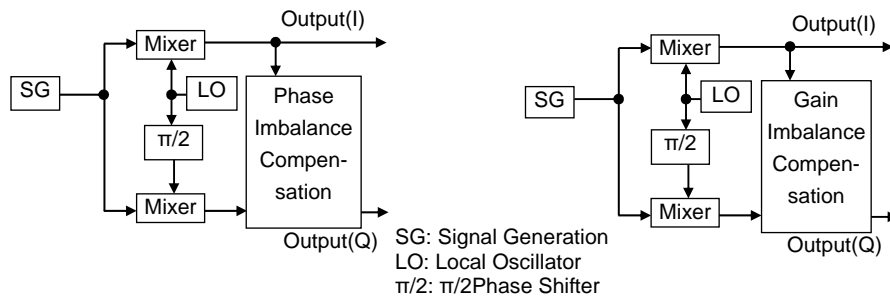 Output(I)
Mixer
SG
LO
π/2
Phase
Imbalance
Compen-
sation
Mixer
Output(Q)
Output(I)
Mixer
SG
LO
π/2
Gain
Imbalance
Compen-
sation
Mixer
Output(Q)
SG: Signal Generation
LO: Local Oscillator
π/2: π/2Phase Shifter